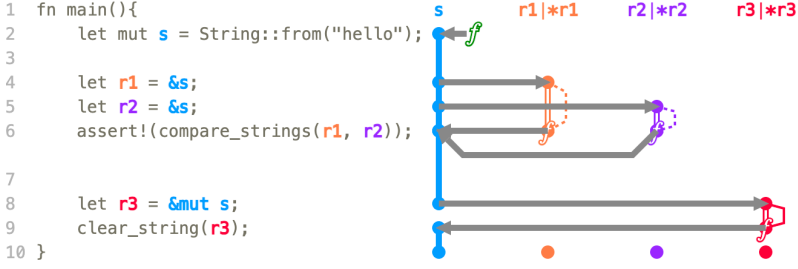 s r1|*r1 r2|*r2 r3|*r3
1 fn main(){
2 let mut s = String::from("hello"); f
3
4 let r1 = &s;
5 let r2 = &s;
6 assert!(compare_strings(r1, r2)); f f
7
8 let r3 = &mut s;
9 clear_string(r3); f
10 }